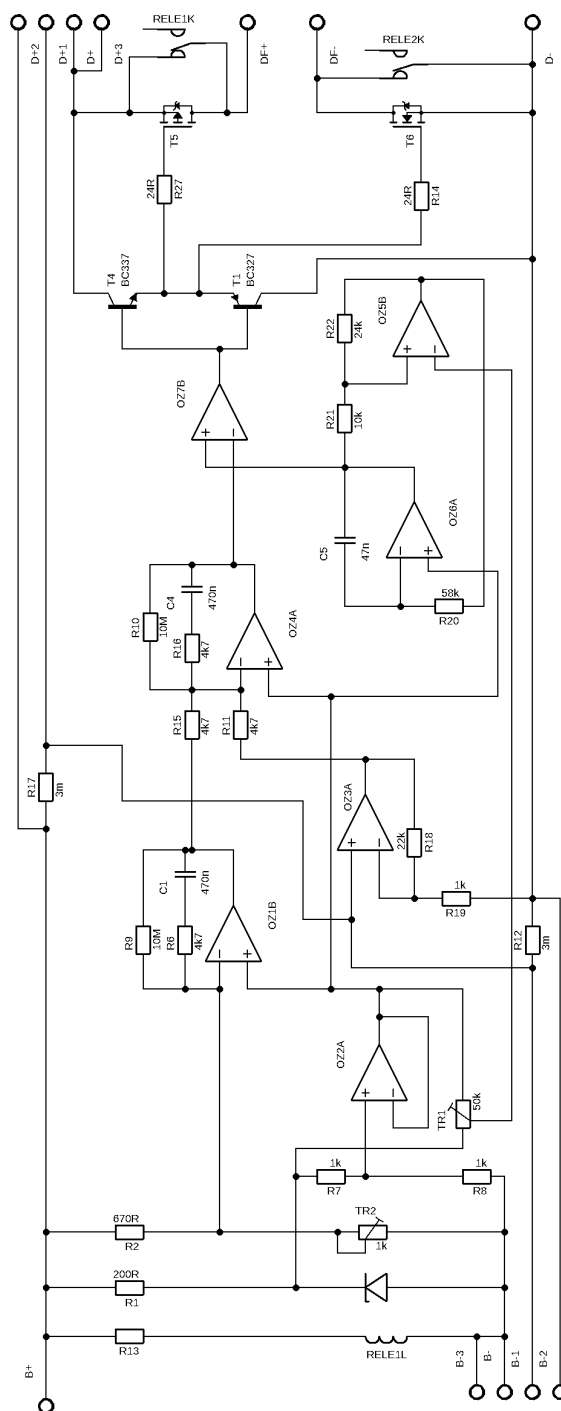 RELE1K
RELE2K
D+2
D+1
D+
D+3
DF+
DF-
D-
T5
T6
24R
R27
24R
R14
T4
BC337
T1
BC327
R22
24k
OZ5B
OZ7B
R21
10k
C5
47n
OZ6A
58k
R20
R10
10M
C4
470n
R16
4k7
OZ4A
R15
4k7
R11
4k7
R17
3m
OZ3A
22k
R18
1k
R19
R12
3m
C1
470n
R9
10M
R6
4k7
OZ1B
OZ2A
TR1
50k
1k
R7
1k
R8
670R
R2
TR2
1k
200R
R1
R13
RELE1L
B+
B-3
B-
B-1
B-2
+
−
+
−
−
+
−
+
+
−
−
+
+
−